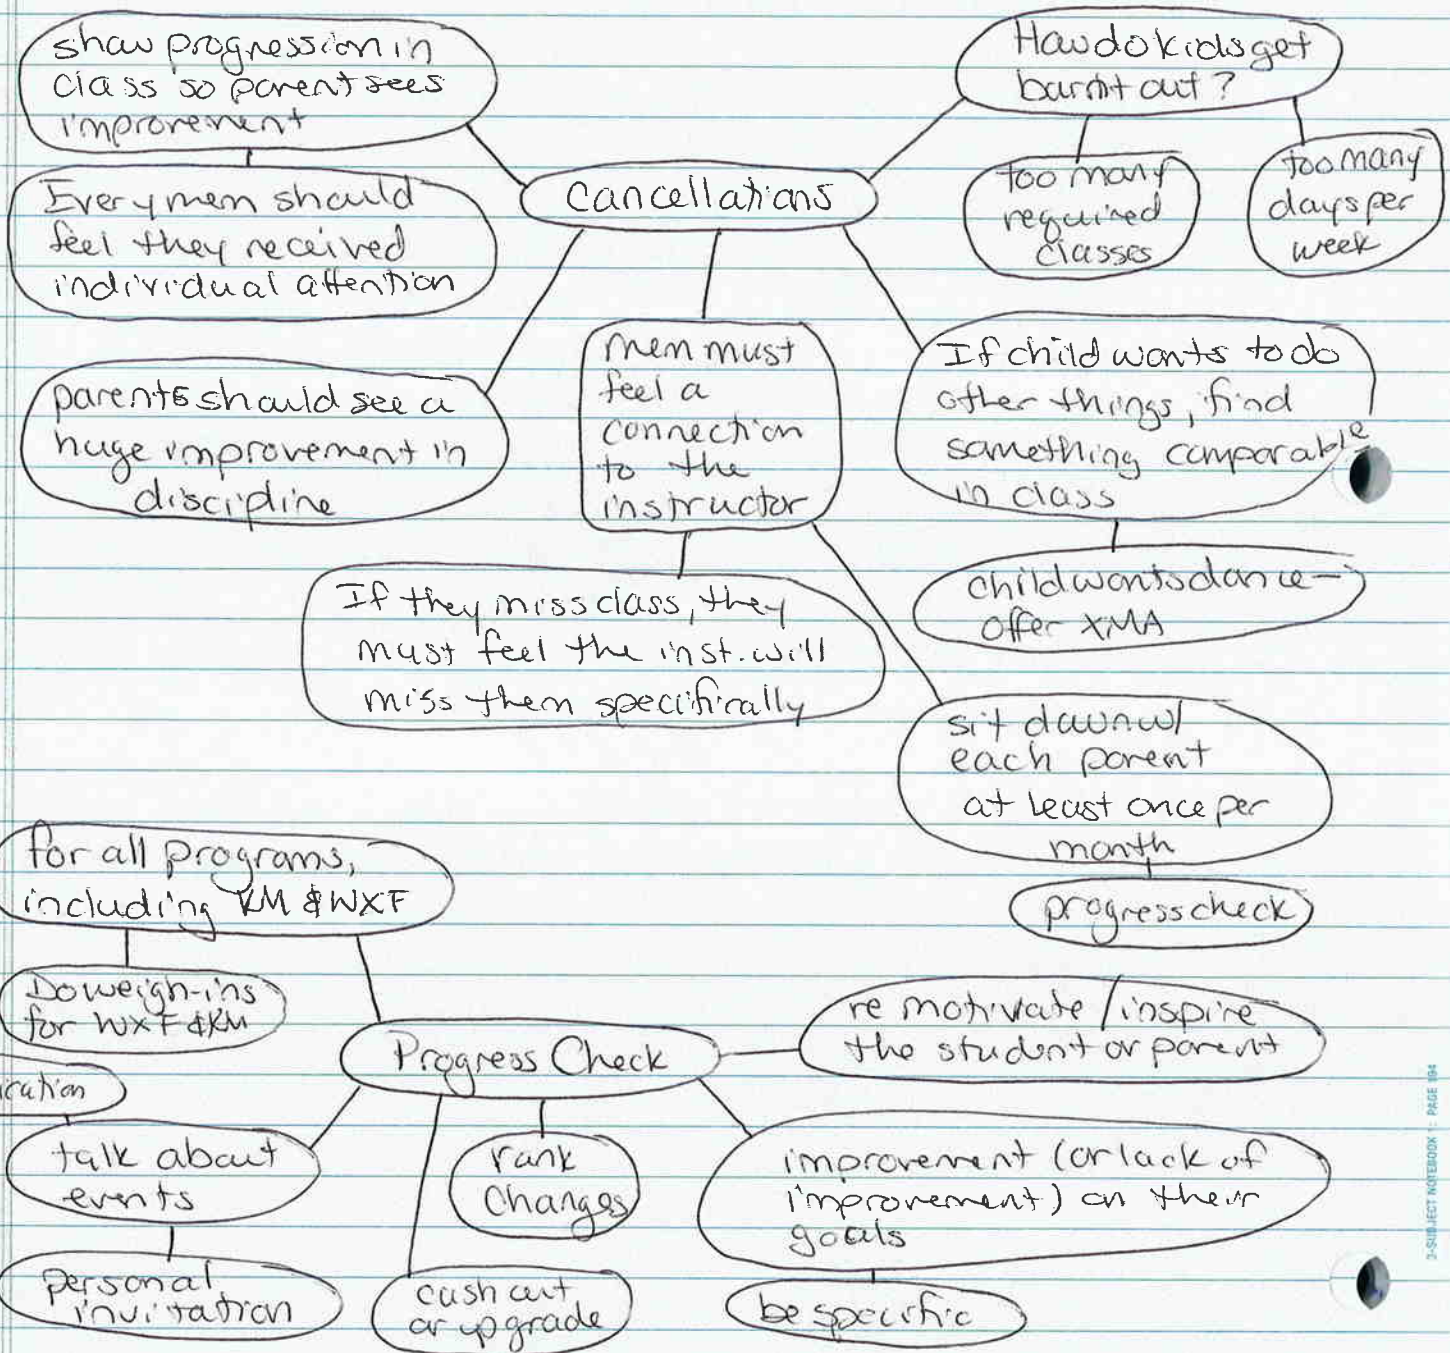 show progression in
class so parent sees
improvement
Every mem should
feel they received
individual attention
parents should see a
huge improvement in
discipline
Cancellations
How do kids get
burnt out?
too many
required
classes
too many
days per
week
mem must
feel a
connection
to the
instructor
If child wants to do
other things, find
something comparable
in class
child wants dance -
offer XMA
If they miss class, they
must feel the inst. will
miss them specifically
sit down w/
each parent
at least once per
month
progress check
for all programs,
including KM & WXF
Do weigh-ins
for WXF & KM
Progress Check
re motivate / inspire
the student or parent
talk about
events
personal
invitation
rank
changes
cash out
or upgrade
improvement (or lack of
improvement) on their
goals
be specific
3-SUBJECT NOTEBOOK : PAGE 194